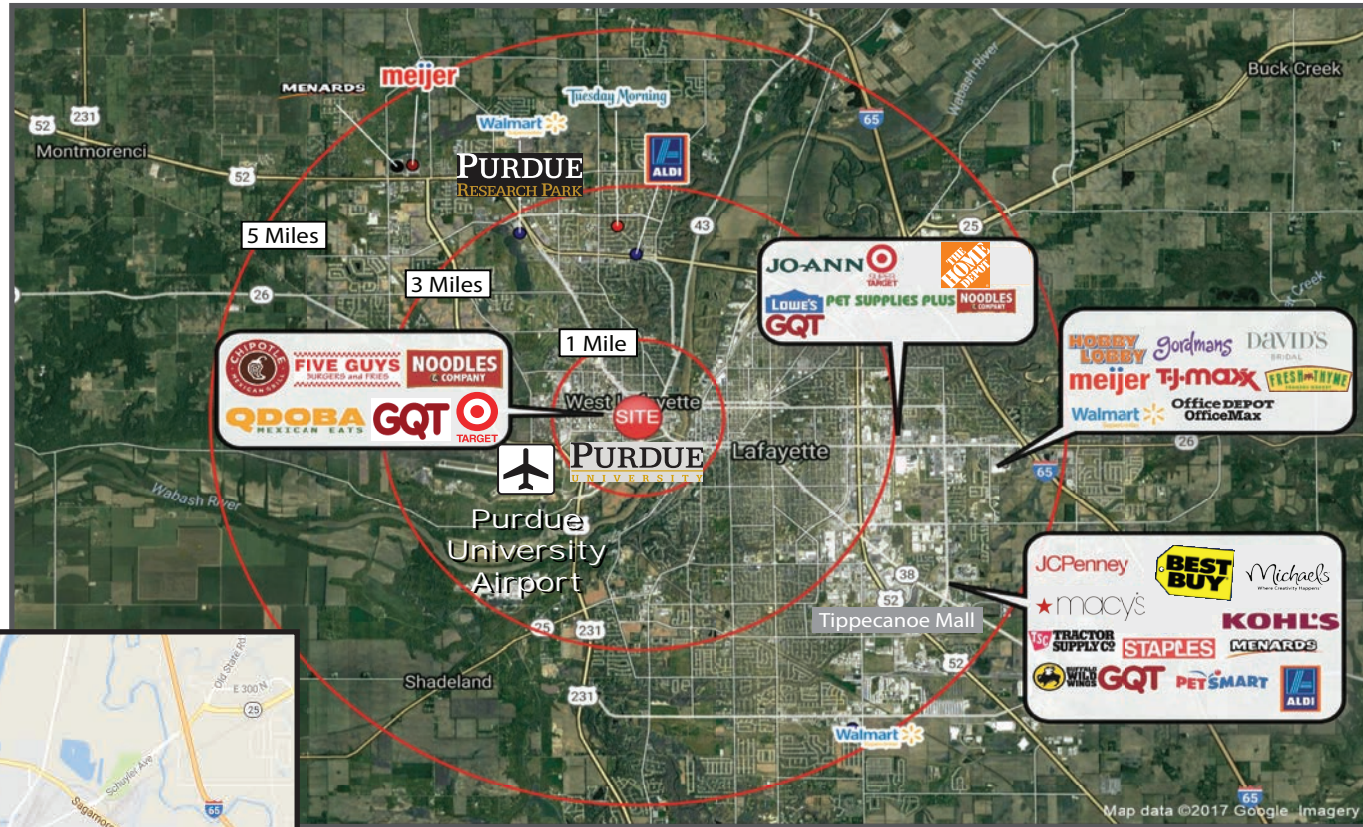 meijer
MENARDS
Tuesday Morning
Walmart
Buck Creek
Wabash River
231
52
65
Montmorenci
52
PURDUE
RESEARCH PARK
ALDI
43
25
5 Miles
3 Miles
26
JO-ANN
TARGET
THE HOME DEPOT
LOWE'S
PET SUPPLIES PLUS
NOODLES
& COMPANY
GQT
1 Mile
CHIPOTLE
MEXICAN GRILL
FIVE GUYS
BURGERS and FRIES
NOODLES
& COMPANY
QDOBA
MEXICAN EATS
GQT
TARGET
West Lafayette
SITE
HOBBY
LOBBY
gordmans
DAVID'S
BRIDAL
meijer
T.J.maxx
FRESH THYME
FARMERS MARKET
Walmart
Supercenter
Office DEPOT
OfficeMax
26
65
PURDUE
UNIVERSITY
Lafayette
Wabash River
Purdue
University
Airport
38
52
Tippecanoe Mall
JCPenney
BEST
BUY
Michaels
Where Creativity Happens
macy's
KOHL'S
TSC TRACTOR
SUPPLY CO
STAPLES
MENARDS
BUFFALO
WILD
WINGS
GQT
PETSMART
ALDI
25
231
52
Shadeland
231
Walmart
Supercenter
65
Map data ©2017 Google Imagery
Old State Rd
E 300 N
25
Schuyler Ave
65